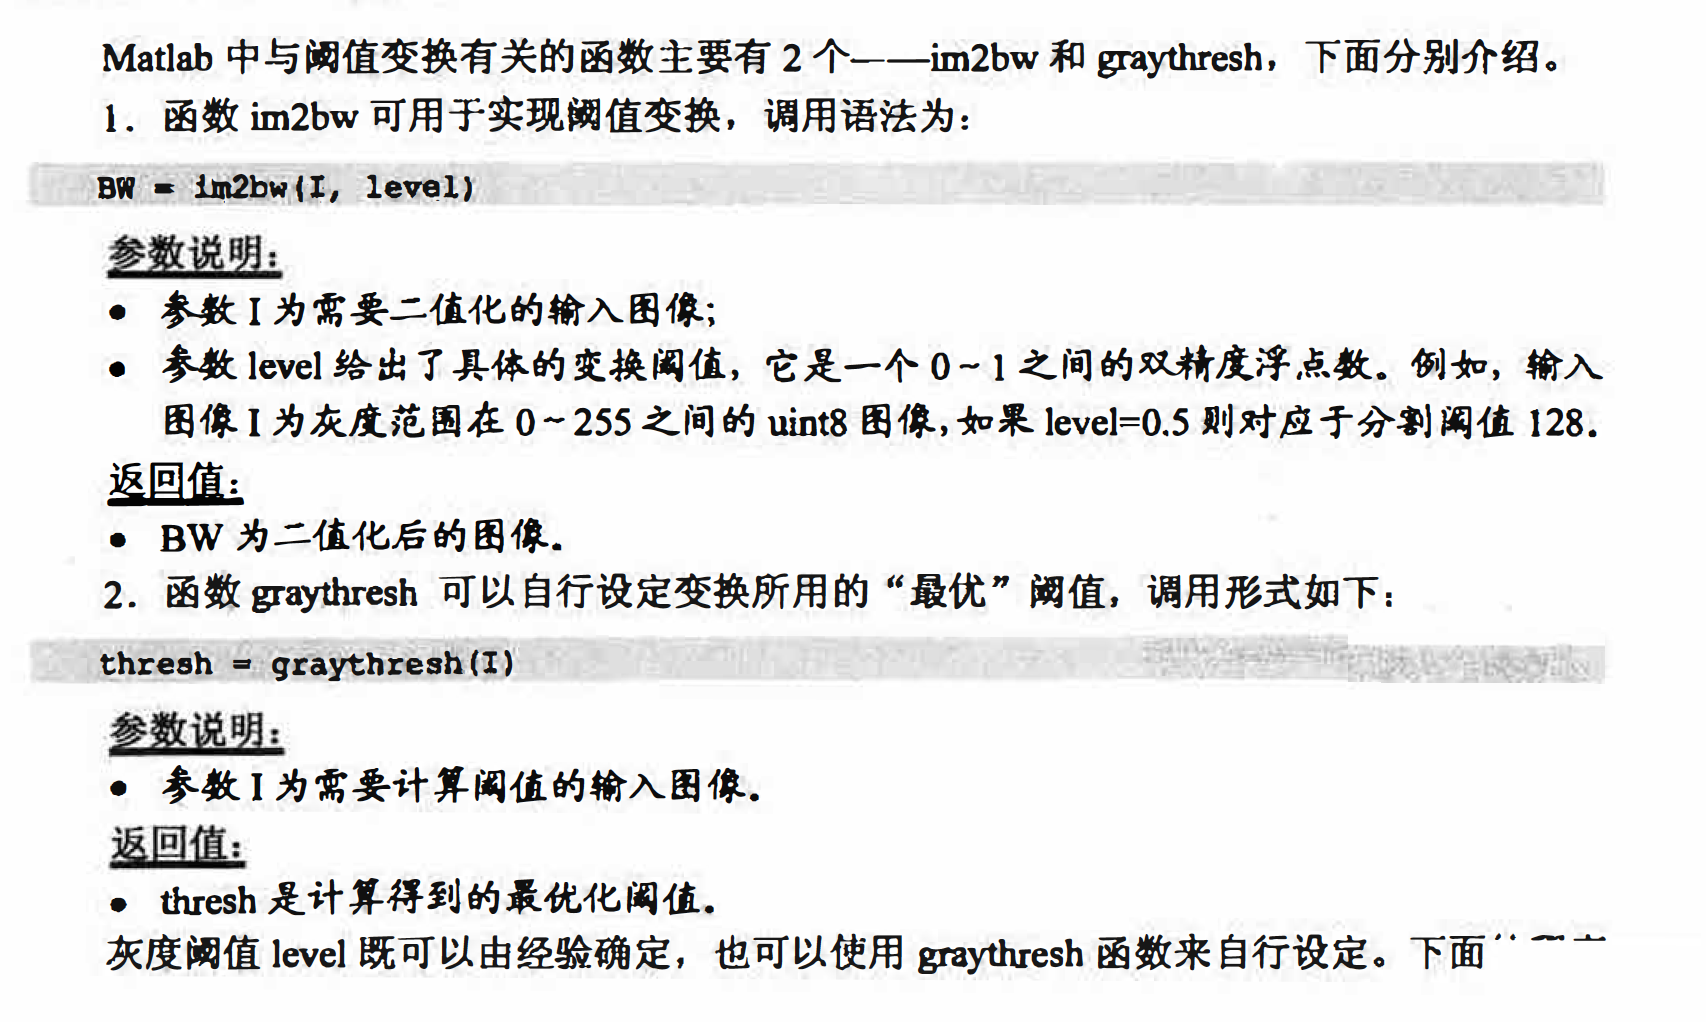 Matlab 中与阈值变换有关的函数主要有 2 个——im2bw 和 graythresh，下面分别介绍。
1. 函数 im2bw 可用于实现阈值变换，调用语法为：
BW = im2bw(I, level)
参数说明：
● 参数 I 为需要二值化的输入图像；
● 参数 level 给出了具体的变换阈值，它是一个 0~1 之间的双精度浮点数。例如，输入
图像 I 为灰度范围在 0~255 之间的 uint8 图像，如果 level=0.5 则对应于分割阈值 128。
返回值：
● BW 为二值化后的图像。
2. 函数 graythresh 可以自行设定变换所用的“最优”阈值，调用形式如下：
thresh = graythresh(I)
参数说明：
● 参数 I 为需要计算阈值的输入图像。
返回值：
● thresh 是计算得到的最优化阈值。
灰度阈值 level 既可以由经验确定，也可以使用 graythresh 函数来自行设定。下面